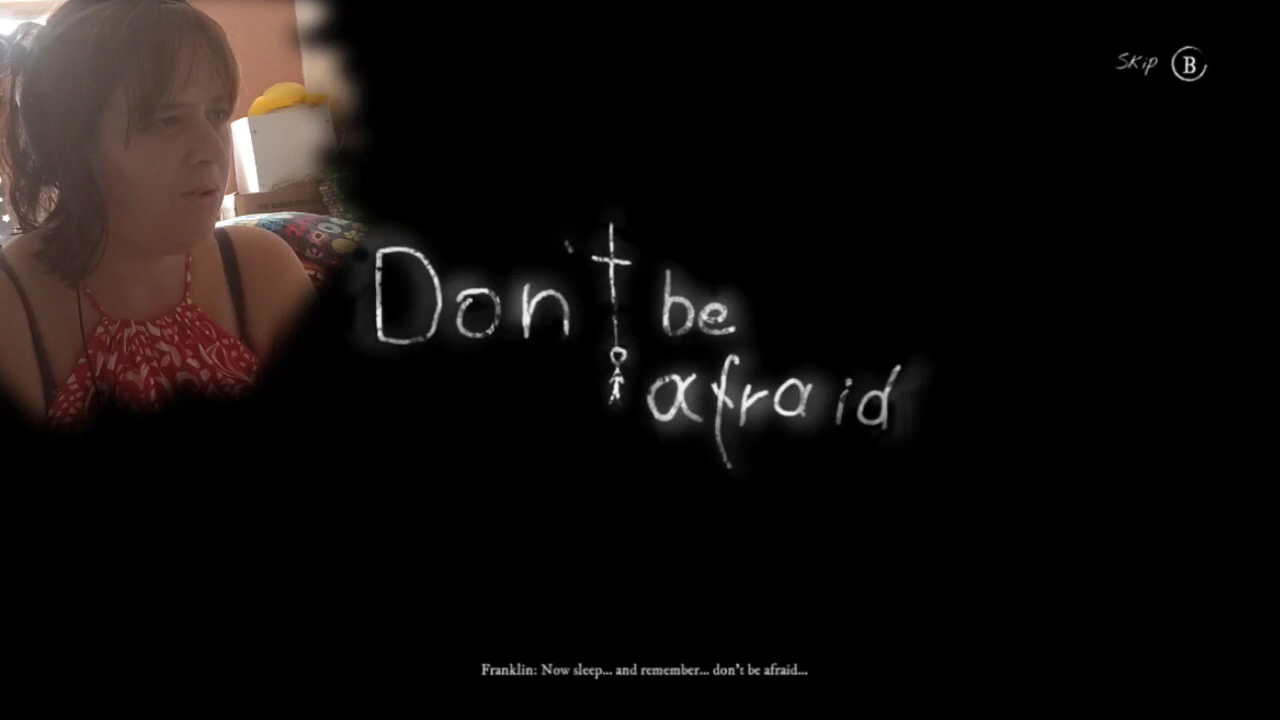 Skip B
Don't be
afraid
Franklin: Now sleep... and remember... don't be afraid...